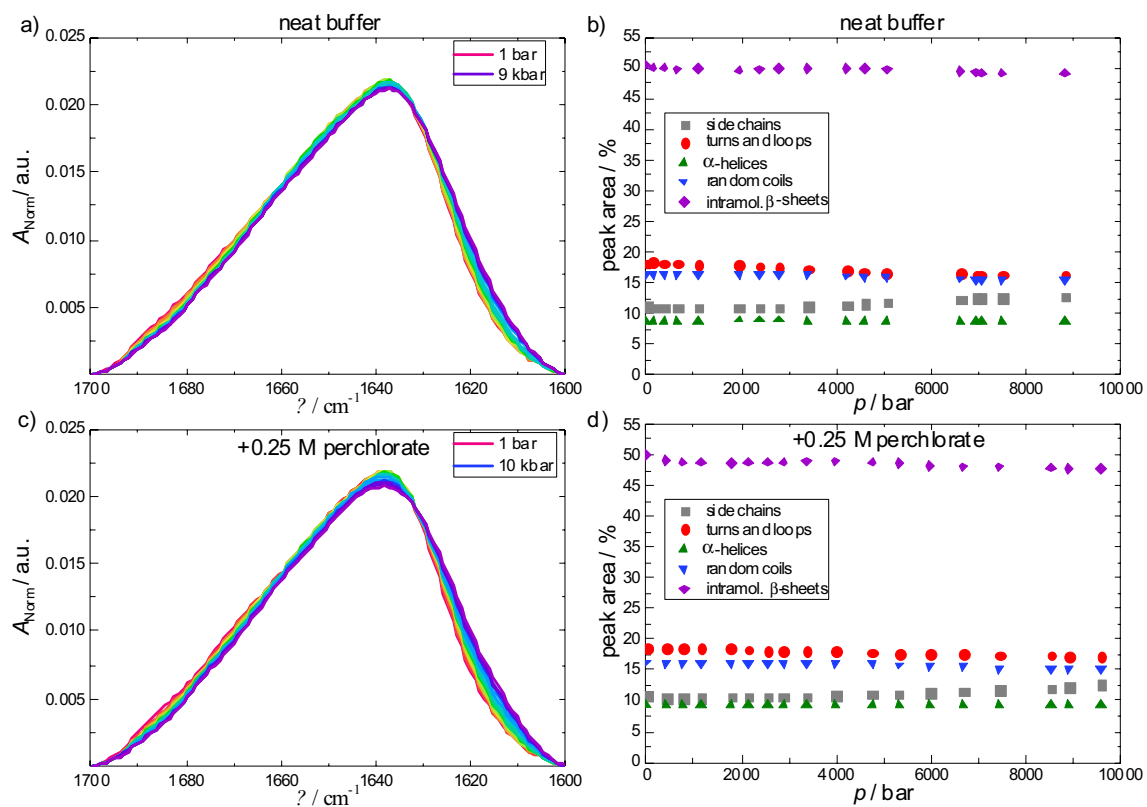 a)
neat buffer
0.025
0.020
0.015
0.010
0.005
A_Norm / a.u.
1 bar
9 kbar
1700
1680
1660
1640
1620
1600
? / cm⁻¹
b)
neat buffer
55
50
45
40
35
30
25
20
15
10
5
0
peak area / %
side chains
turns and loops
α-helices
random coils
intramol. β-sheets
0
2000
4000
6000
8000
10000
p / bar
c)
+0.25 M perchlorate
0.025
0.020
0.015
0.010
0.005
A_Norm / a.u.
1 bar
10 kbar
1700
1680
1660
1640
1620
1600
? / cm⁻¹
d)
+0.25 M perchlorate
55
50
45
40
35
30
25
20
15
10
5
0
peak area / %
side chains
turns and loops
α-helices
random coils
intramol. β-sheets
0
2000
4000
6000
8000
10000
p / bar